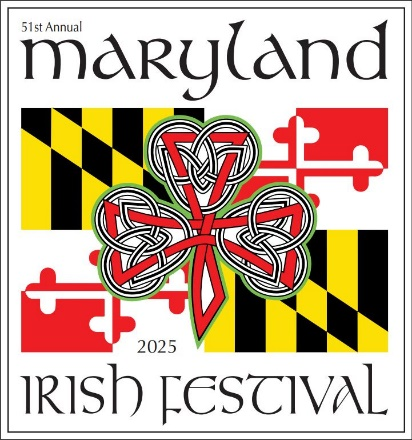 51st Annual
maryland
2025
IRISH FESTIVAL